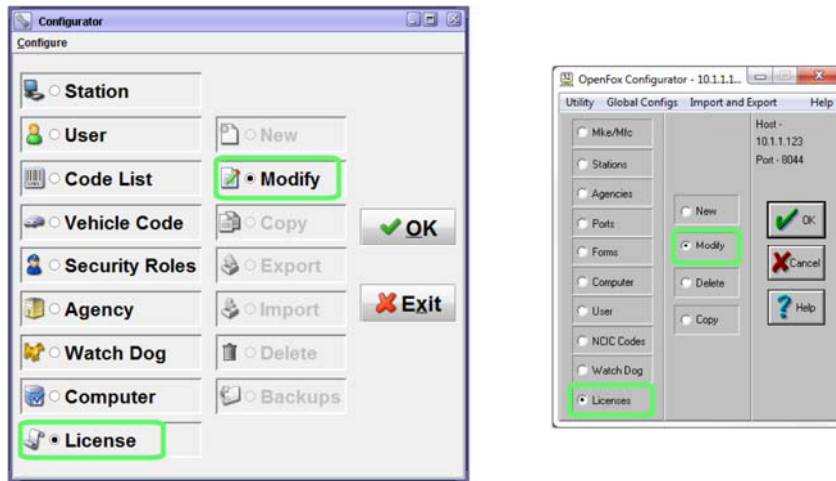 Configurator
Configure
Station
User
New
Code List
Modify
Vehicle Code
Copy
OK
Security Roles
Export
Agency
Import
Exit
Watch Dog
Delete
Computer
Backups
License
OpenFox Configurator - 10.1.1.1...
Utility Global Configs Import and Export Help
Mke/Mfc
Host -
10.1.1.123
Stations
Port - 8044
Agencies
New
Ports
OK
Modify
Forms
Cancel
Computer
Delete
User
Help
Copy
NCIC Codes
Watch Dog
Licenses